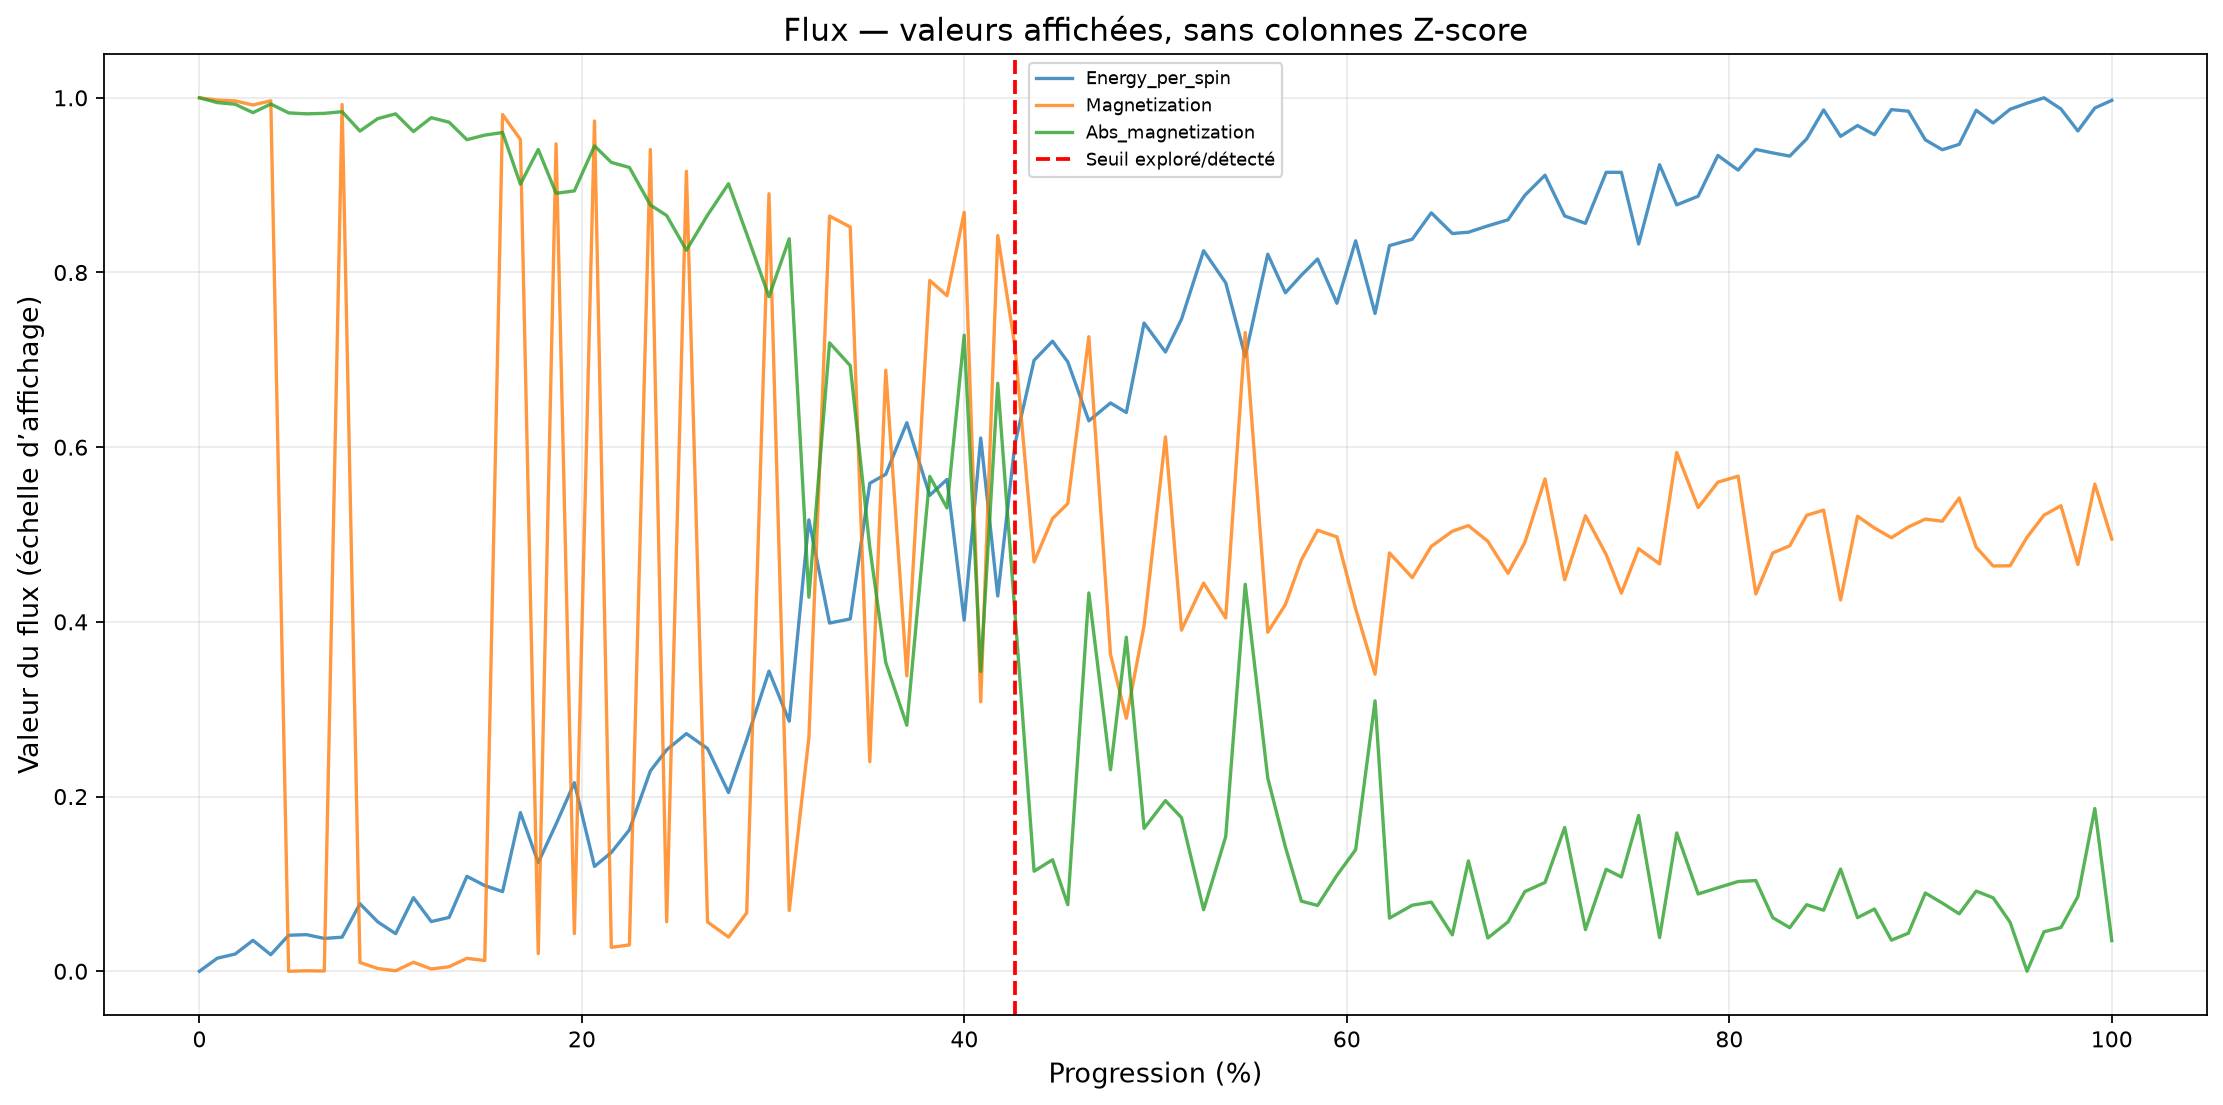 Flux — valeurs affichées, sans colonnes Z-score
Energy_per_spin
Magnetization
Abs_magnetization
Seuil exploré/détecté
Valeur du flux (échelle d’affichage)
1.0
0.8
0.6
0.4
0.2
0.0
0 20 40 60 80 100
Progression (%)